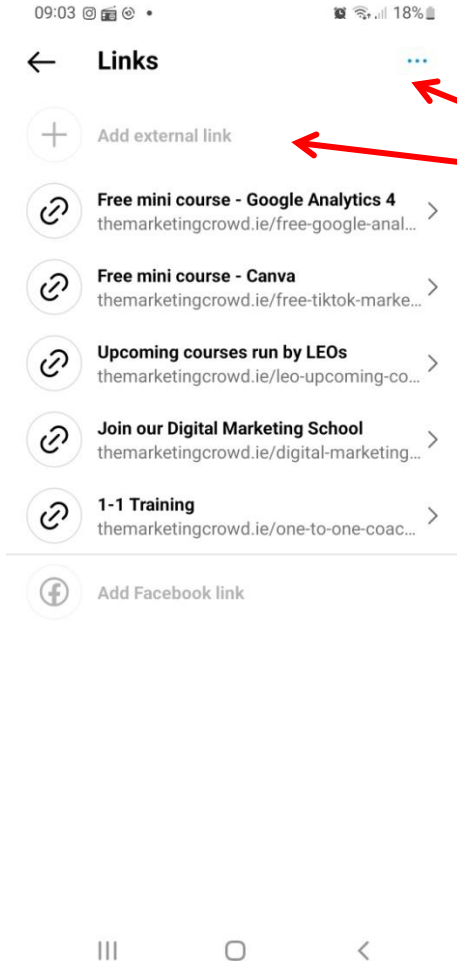 09:03 18%
Links
Add external link
Free mini course - Google Analytics 4
themarketingcrowd.ie/free-google-anal...
Free mini course - Canva
themarketingcrowd.ie/free-tiktok-marke...
Upcoming courses run by LEOs
themarketingcrowd.ie/leo-upcoming-co...
Join our Digital Marketing School
themarketingcrowd.ie/digital-marketing...
1-1 Training
themarketingcrowd.ie/one-to-one-coac...
Add Facebook link